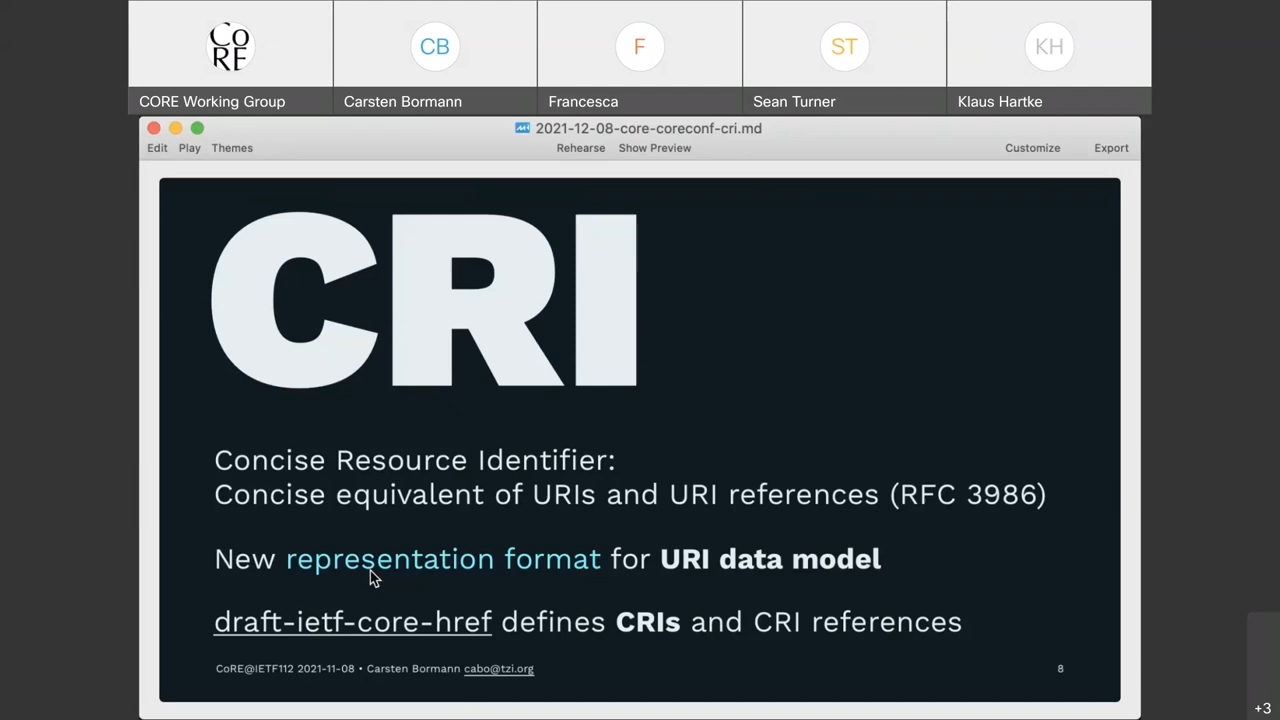 CO
RE
CB
F
ST
KH
CORE Working Group
Carsten Bormann
Francesca
Sean Turner
Klaus Hartke
2021-12-08-core-coreconf-cri.md
Edit
Play
Themes
Rehearse
Show Preview
Customize
Export
CRI
Concise Resource Identifier:
Concise equivalent of URIs and URI references (RFC 3986)
New representation format for URI data model
draft-ietf-core-href defines CRIs and CRI references
CoRE@IETF112 2021-11-08 • Carsten Bormann cabo@tzi.org
8
+3